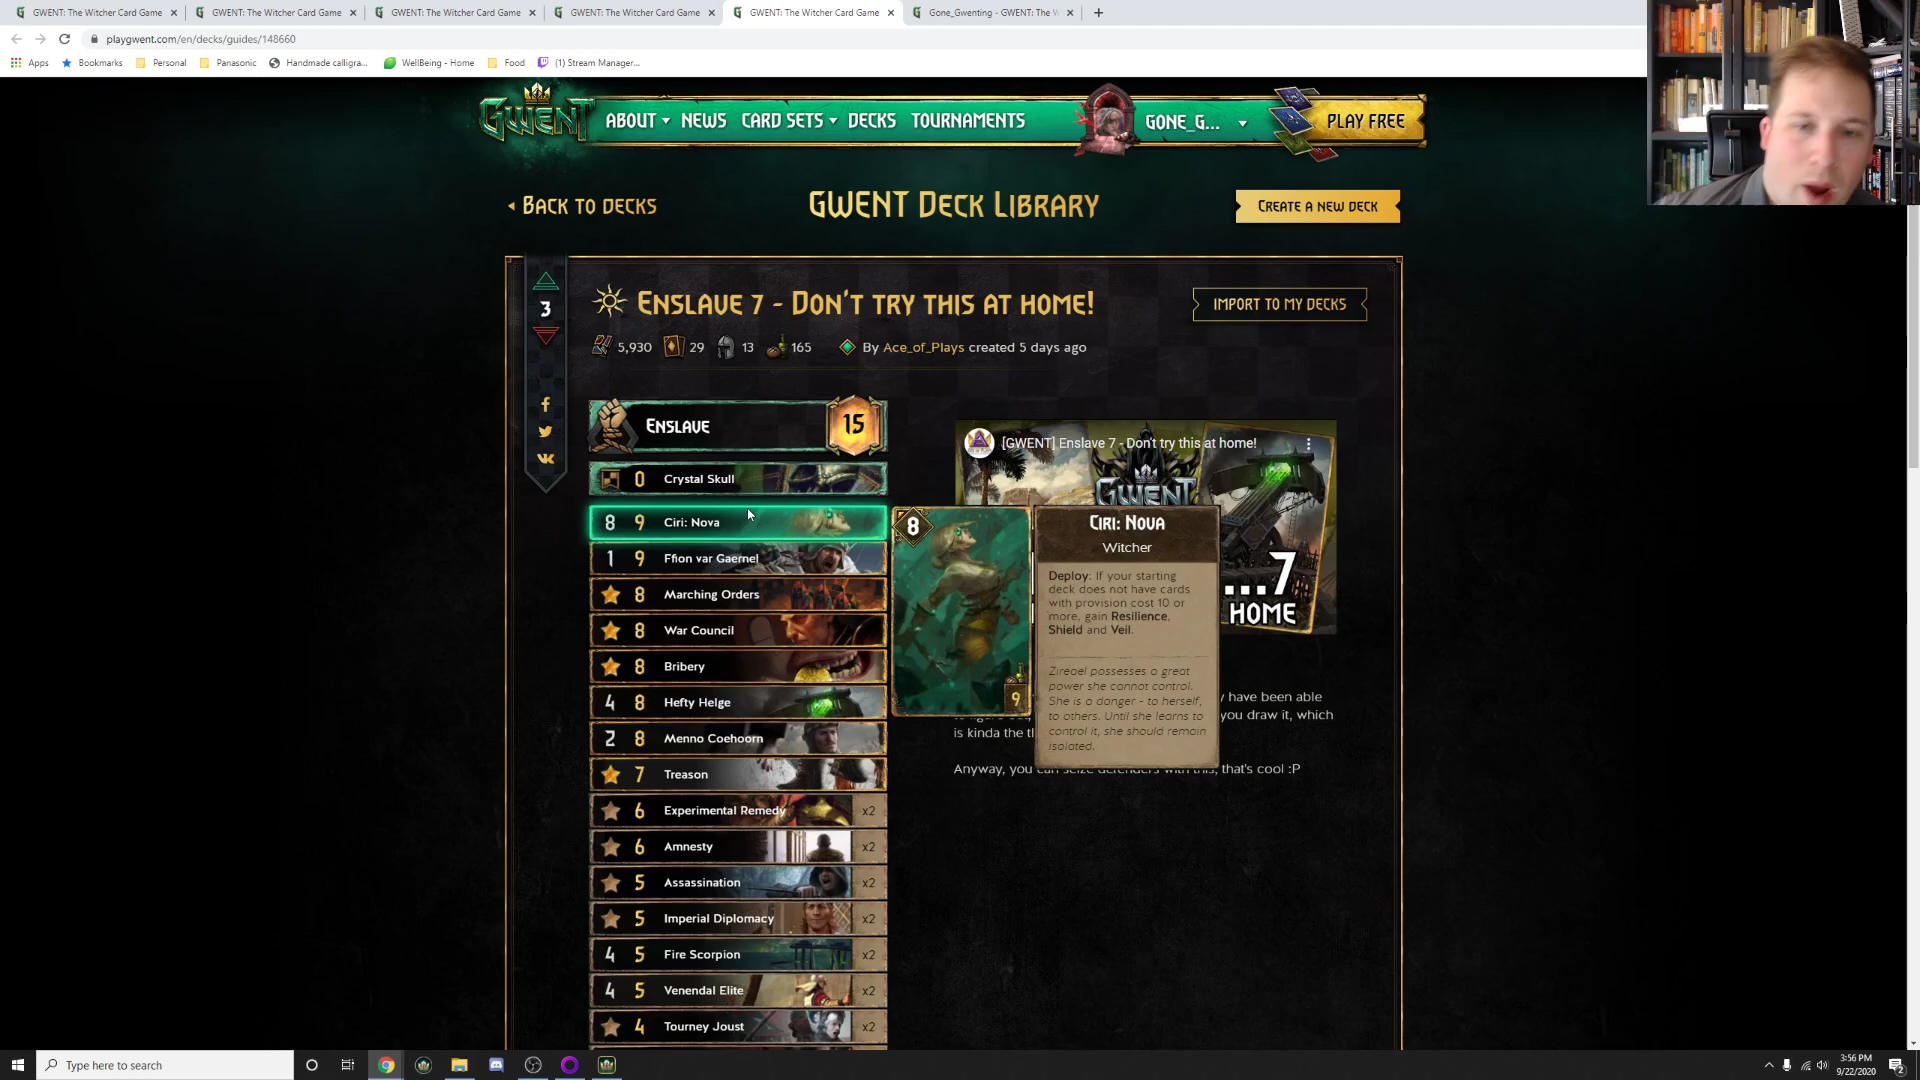 GWENT: The Witcher Card Game
GWENT: The Witcher Card Game
GWENT: The Witcher Card Game
GWENT: The Witcher Card Game
GWENT: The Witcher Card Game
Gone_Gwenting - GWENT: The W
playgwent.com/en/decks/guides/148660
Apps
Bookmarks
Personal
Panasonic
Handmade calligra...
WellBeing - Home
Food
(1) Stream Manager...
GWENT
ABOUT
NEWS
CARD SETS
DECKS
TOURNAMENTS
GONE_G...
PLAY FREE
BACK TO DECKS
GWENT DECK LIBRARY
CREATE A NEW DECK
3
ENSLAVE 7 - DON'T TRY THIS AT HOME!
IMPORT TO MY DECKS
5,930 29 13 165 By Ace_of_Plays created 5 days ago
ENSLAVE 15
0 Crystal Skull
8 9 Ciri: Nova
1 9 Ffion var Gaernel
8 Marching Orders
8 War Council
8 Bribery
4 8 Hefty Helge
2 8 Menno Coehoorn
7 Treason
6 Experimental Remedy x2
6 Amnesty x2
5 Assassination x2
5 Imperial Diplomacy x2
4 5 Fire Scorpion x2
4 5 Venendal Elite x2
4 Tourney Joust x2
[GWENT] Enslave 7 - Don't try this at home!
GWENT
...7
HOME
8
9
CIRI: NOVA
Witcher
Deploy: If your starting
deck does not have cards
with provision cost 10 or
more, gain Resilience,
Shield and Veil.
Zireael possesses a great
power she cannot control.
She is a danger - to herself,
to others. Until she learns to
control it, she should remain
isolated.
y have been able
you draw it, which
is kinda the
Anyway, you can seize defenders with this, that's cool :P
Type here to search
3:56 PM
9/22/2020
2